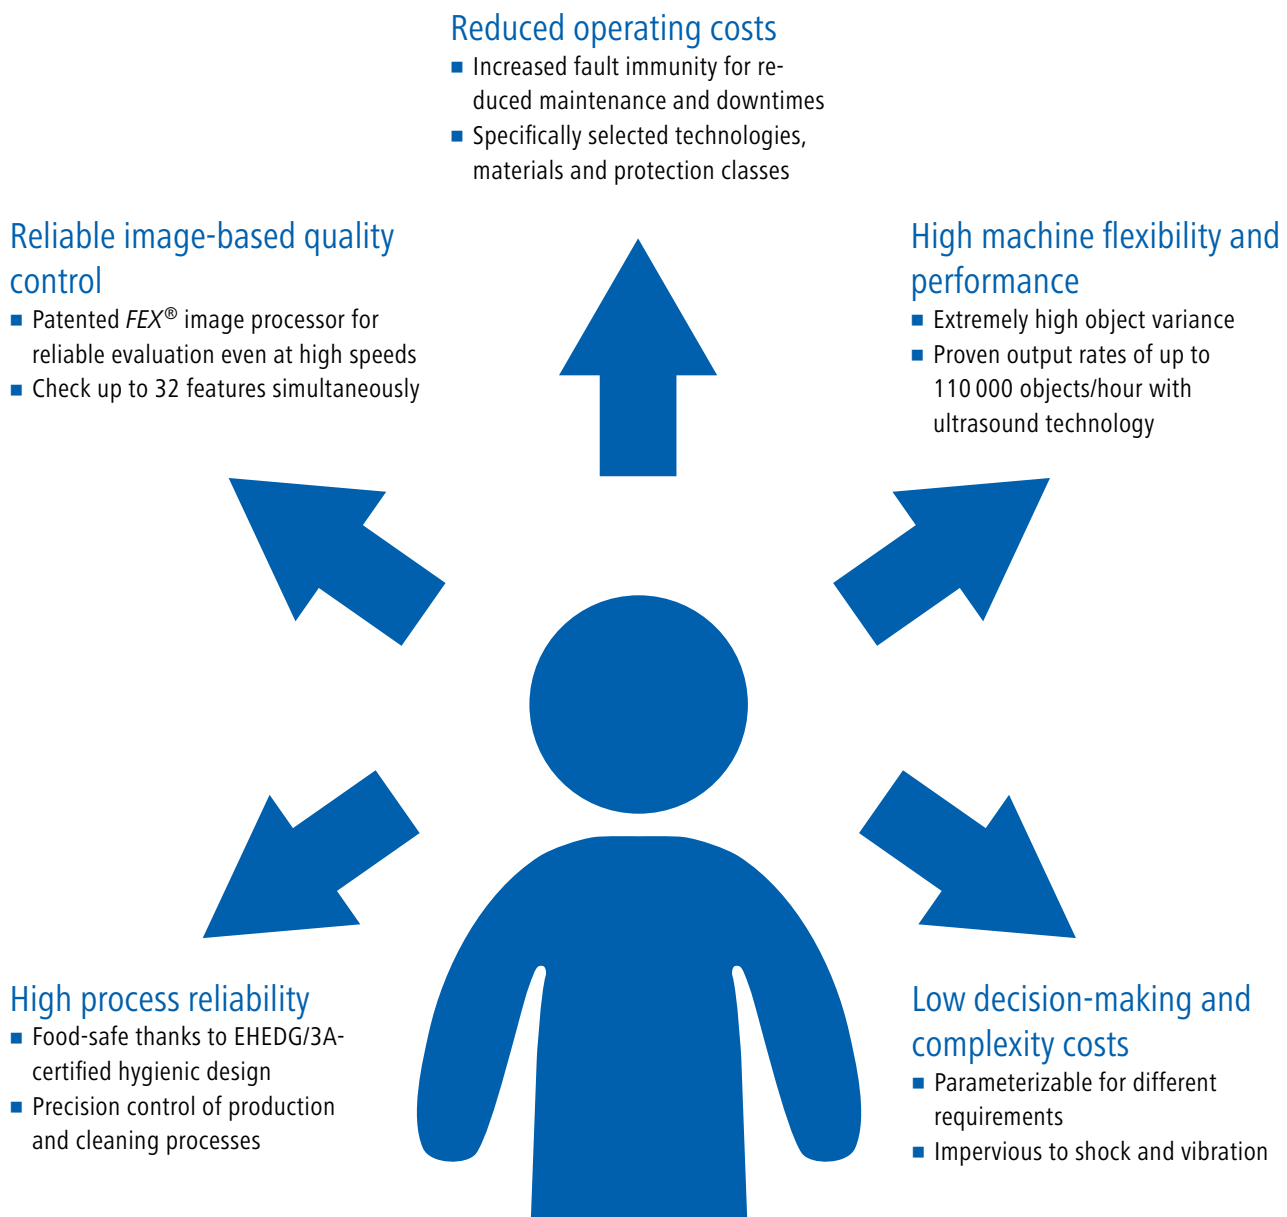 Reduced operating costs
■ Increased fault immunity for re-
duced maintenance and downtimes
■ Specifically selected technologies,
materials and protection classes
Reliable image-based quality
control
■ Patented FEX® image processor for
reliable evaluation even at high speeds
■ Check up to 32 features simultaneously
High machine flexibility and
performance
■ Extremely high object variance
■ Proven output rates of up to
110 000 objects/hour with
ultrasound technology
High process reliability
■ Food-safe thanks to EHEDG/3A-
certified hygienic design
■ Precision control of production
and cleaning processes
Low decision-making and
complexity costs
■ Parameterizable for different
requirements
■ Impervious to shock and vibration